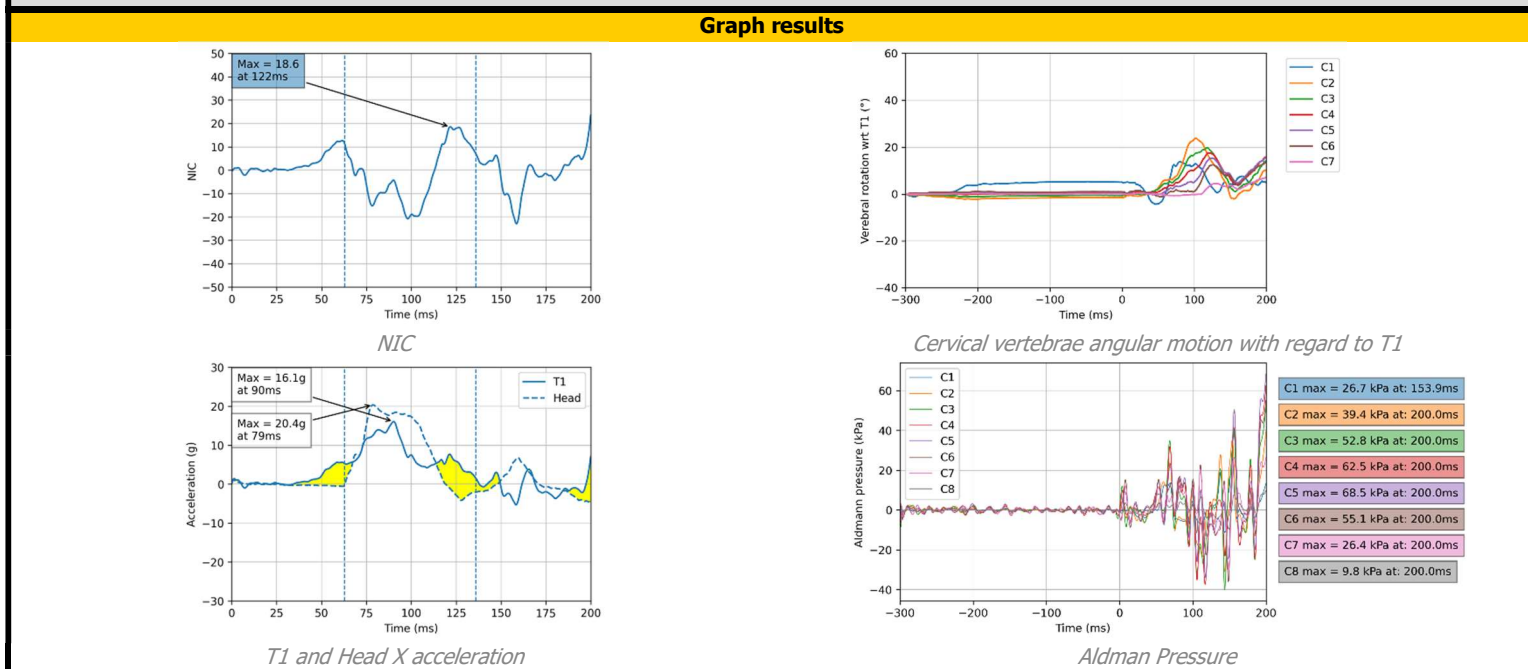 Graph results
50
40
30
20
10
0
−10
−20
−30
−40
−50
NIC
Max = 18.6
at 122ms
0
25
50
75
100
125
150
175
200
Time (ms)
NIC
60
40
20
0
−20
−40
Verebral rotation wrt T1 (°)
−300
−200
−100
0
100
200
Time (ms)
C1
C2
C3
C4
C5
C6
C7
Cervical vertebrae angular motion with regard to T1
30
20
10
0
−10
−20
−30
Acceleration (g)
Max = 16.1g
at 90ms
Max = 20.4g
at 79ms
T1
Head
0
25
50
75
100
125
150
175
200
Time (ms)
T1 and Head X acceleration
60
40
20
0
−20
−40
Aldmann pressure (kPa)
C1
C2
C3
C4
C5
C6
C7
C8
−300
−200
−100
0
100
200
Time (ms)
C1 max = 26.7 kPa at: 153.9ms
C2 max = 39.4 kPa at: 200.0ms
C3 max = 52.8 kPa at: 200.0ms
C4 max = 62.5 kPa at: 200.0ms
C5 max = 68.5 kPa at: 200.0ms
C6 max = 55.1 kPa at: 200.0ms
C7 max = 26.4 kPa at: 200.0ms
C8 max = 9.8 kPa at: 200.0ms
Aldman Pressure